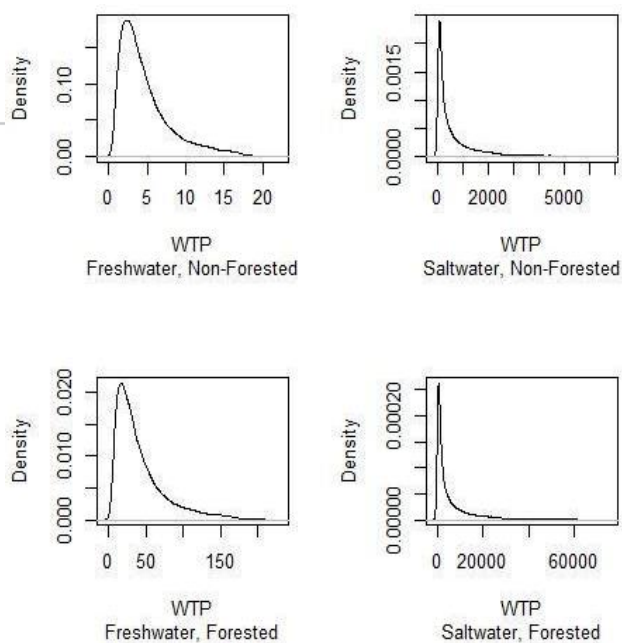 Density
0.00
0.10
0
5
10
15
20
WTP
Freshwater, Non-Forested
Density
0.0000
0.0015
0
2000
5000
WTP
Saltwater, Non-Forested
Density
0.000
0.010
0.020
0
50
150
WTP
Freshwater, Forested
Density
0.00000
0.00020
0
20000
60000
WTP
Saltwater, Forested